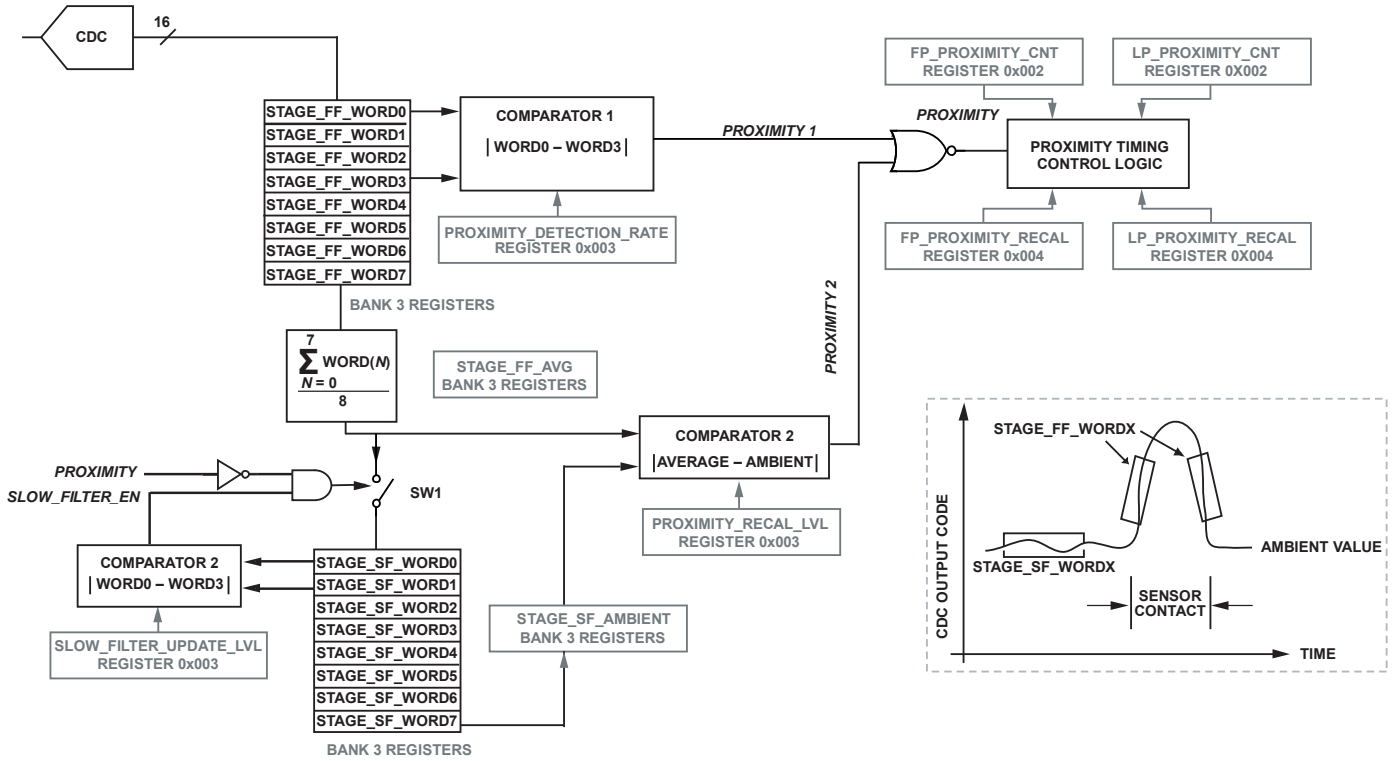 CDC
16
STAGE_FF_WORD0
STAGE_FF_WORD1
STAGE_FF_WORD2
STAGE_FF_WORD3
STAGE_FF_WORD4
STAGE_FF_WORD5
STAGE_FF_WORD6
STAGE_FF_WORD7
BANK 3 REGISTERS
COMPARATOR 1
|WORD0 – WORD3|
PROXIMITY_DETECTION_RATE
REGISTER 0x003
PROXIMITY 1
PROXIMITY 2
PROXIMITY
FP_PROXIMITY_CNT
REGISTER 0x002
LP_PROXIMITY_CNT
REGISTER 0X002
PROXIMITY TIMING
CONTROL LOGIC
FP_PROXIMITY_RECAL
REGISTER 0x004
LP_PROXIMITY_RECAL
REGISTER 0X004
7
Σ WORD(N)
N = 0
8
STAGE_FF_AVG
BANK 3 REGISTERS
COMPARATOR 2
|AVERAGE – AMBIENT|
PROXIMITY_RECAL_LVL
REGISTER 0x003
PROXIMITY
SLOW_FILTER_EN
SW1
COMPARATOR 2
|WORD0 – WORD3|
SLOW_FILTER_UPDATE_LVL
REGISTER 0x003
STAGE_SF_WORD0
STAGE_SF_WORD1
STAGE_SF_WORD2
STAGE_SF_WORD3
STAGE_SF_WORD4
STAGE_SF_WORD5
STAGE_SF_WORD6
STAGE_SF_WORD7
BANK 3 REGISTERS
STAGE_SF_AMBIENT
BANK 3 REGISTERS
CDC OUTPUT CODE
STAGE_FF_WORDX
STAGE_SF_WORDX
AMBIENT VALUE
SENSOR
CONTACT
TIME